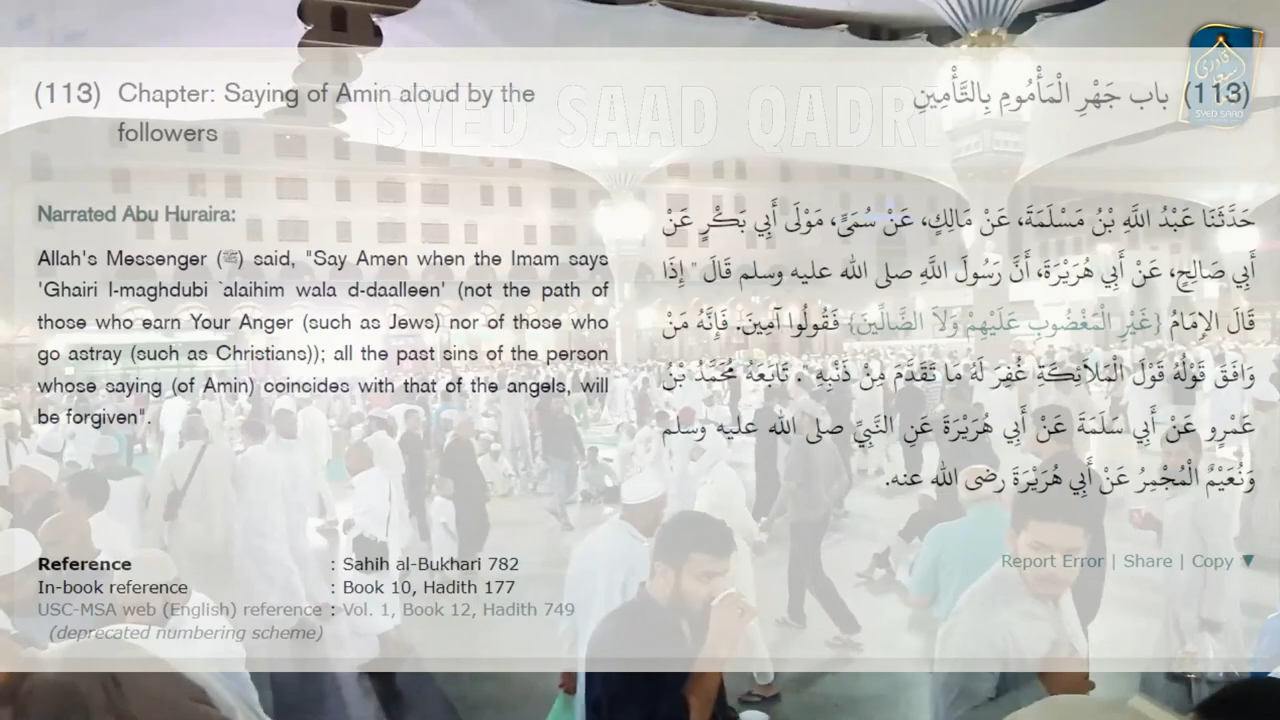 SYED SAAD QADRI
(113) Chapter: Saying of Amin aloud by the
followers
باب جَهْرِ الْمَأْمُومِ بِالتَّأْمِينِ (113)
قادری
سعد
SYED SAAD
Narrated Abu Huraira:
Allah's Messenger (ﷺ) said, "Say Amen when the Imam says
'Ghairi l-maghdubi `alaihim wala d-daalleen' (not the path of
those who earn Your Anger (such as Jews) nor of those who
go astray (such as Christians)); all the past sins of the person
whose saying (of Amin) coincides with that of the angels, will
be forgiven".
حَدَّثَنَا عَبْدُ اللَّهِ بْنُ مَسْلَمَةَ، عَنْ مَالِكٍ، عَنْ سُمَىٍّ، مَوْلَى أَبِي بَكْرٍ عَنْ
أَبِي صَالِحٍ، عَنْ أَبِي هُرَيْرَةَ، أَنَّ رَسُولَ اللَّهِ صلى الله عليه وسلم قَالَ ‏"‏ إِذَا
قَالَ الإِمَامُ ‏{‏غَيْرِ الْمَغْضُوبِ عَلَيْهِمْ وَلاَ الضَّالِّينَ‏}‏ فَقُولُوا آمِينَ‏.‏ فَإِنَّهُ مَنْ
وَافَقَ قَوْلُهُ قَوْلَ الْمَلاَئِكَةِ غُفِرَ لَهُ مَا تَقَدَّمَ مِنْ ذَنْبِهِ ‏"‏‏.‏ تَابَعَهُ مُحَمَّدُ بْنُ
عَمْرٍو عَنْ أَبِي سَلَمَةَ عَنْ أَبِي هُرَيْرَةَ عَنِ النَّبِيِّ صلى الله عليه وسلم
وَنُعَيْمٌ الْمُجْمِرُ عَنْ أَبِي هُرَيْرَةَ رضى الله عنه‏.‏
Reference : Sahih al-Bukhari 782
In-book reference : Book 10, Hadith 177
USC-MSA web (English) reference : Vol. 1, Book 12, Hadith 749
(deprecated numbering scheme)
Report Error | Share | Copy ▼